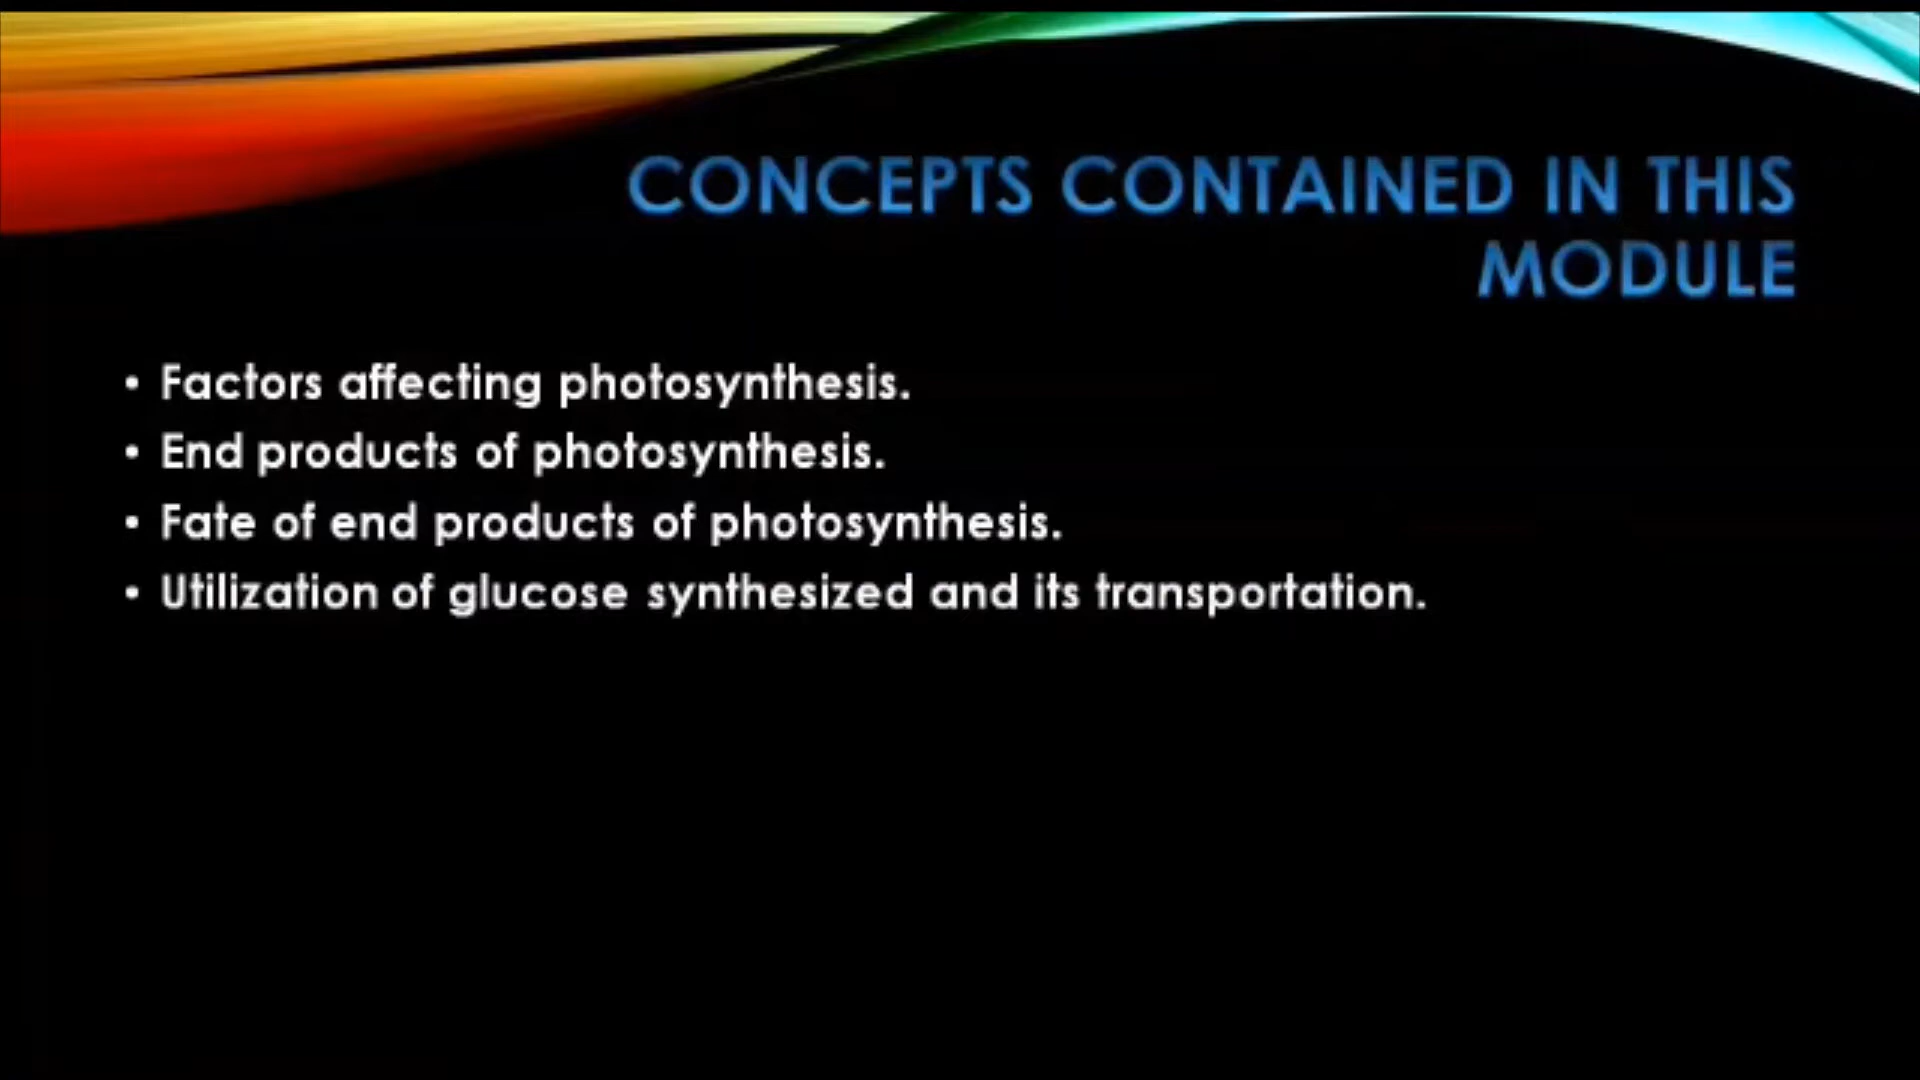 CONCEPTS CONTAINED IN THIS
MODULE
• Factors affecting photosynthesis.
• End products of photosynthesis.
• Fate of end products of photosynthesis.
• Utilization of glucose synthesized and its transportation.